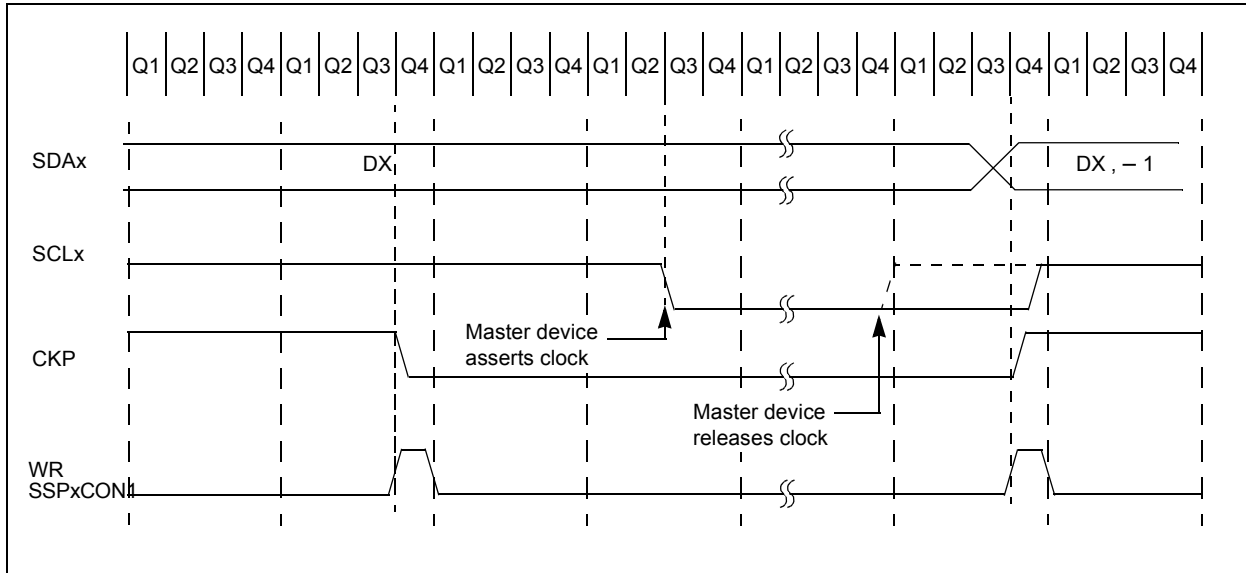 Q1 Q2 Q3 Q4 Q1 Q2 Q3 Q4 Q1 Q2 Q3 Q4 Q1 Q2 Q3 Q4 Q1 Q2 Q3 Q4 Q1 Q2 Q3 Q4 Q1 Q2 Q3 Q4
SDAx
DX
DX , – 1
SCLx
Master device
asserts clock
CKP
Master device
releases clock
WR
SSPxCON1